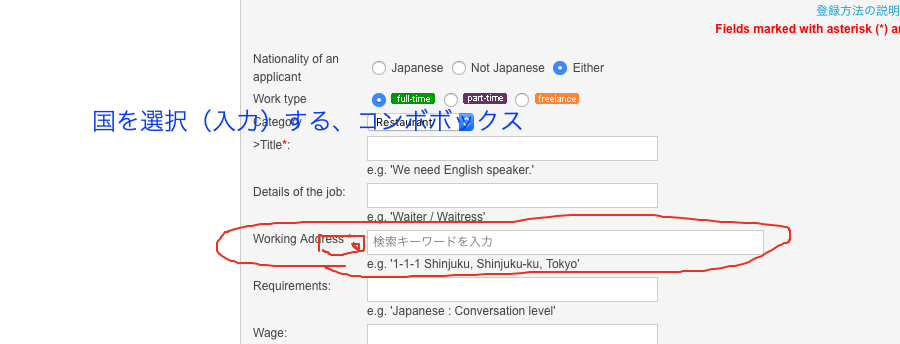 登録方法の説明
Fields marked with asterisk (*) ar
Nationality of an applicant
Japanese Not Japanese Either
Work type full-time part-time freelance
国を選択（入力）する、コンボボックス
Category Restaurant
>Title*:
e.g. 'We need English speaker.'
Details of the job:
e.g. 'Waiter / Waitress'
Working Address 検索キーワードを入力
e.g. '1-1-1 Shinjuku, Shinjuku-ku, Tokyo'
Requirements:
e.g. 'Japanese : Conversation level'
Wage: